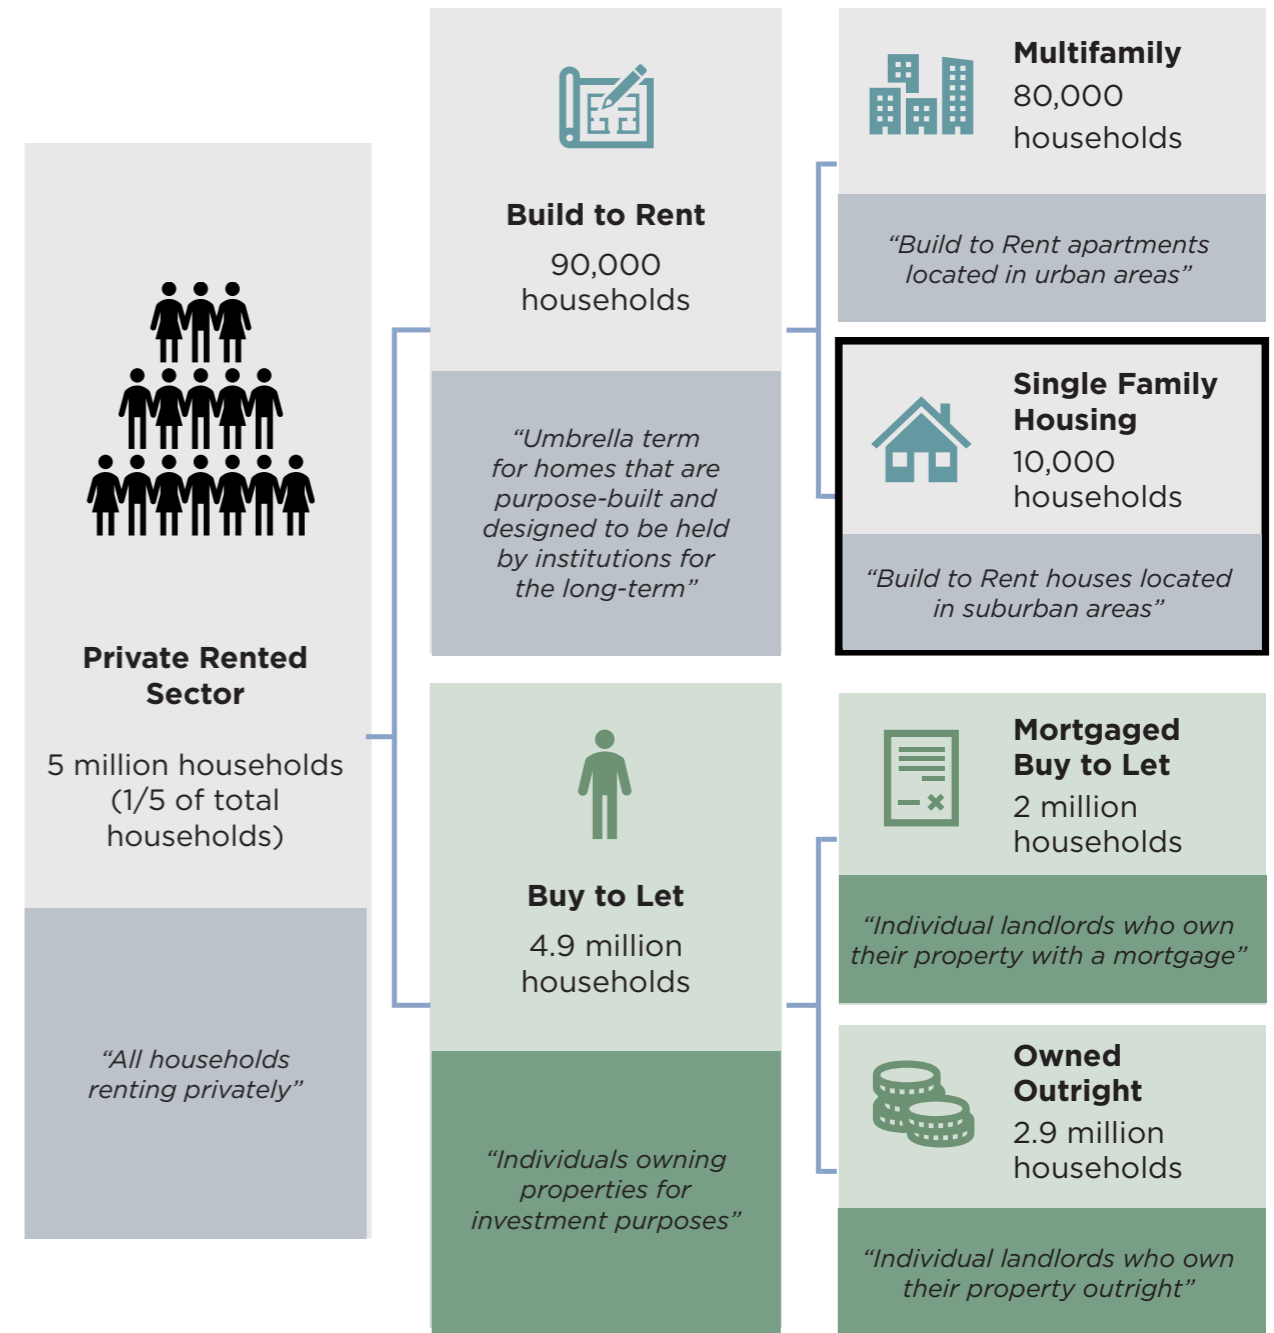 Private Rented
Sector
5 million households
(1/5 of total
households)
“All households
renting privately”
Build to Rent
90,000
households
“Umbrella term
for homes that are
purpose-built and
designed to be held
by institutions for
the long-term”
Multifamily
80,000
households
“Build to Rent apartments
located in urban areas”
Single Family
Housing
10,000
households
“Build to Rent houses located
in suburban areas”
Buy to Let
4.9 million
households
“Individuals owning
properties for
investment purposes”
Mortgaged
Buy to Let
2 million
households
“Individual landlords who own
their property with a mortgage”
Owned
Outright
2.9 million
households
“Individual landlords who own
their property outright”